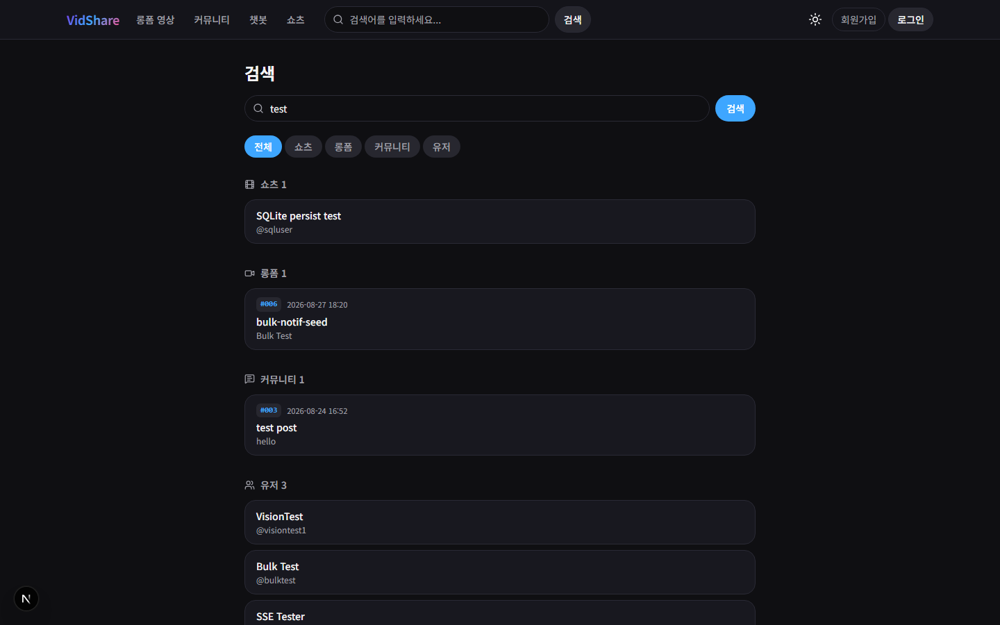 VidShare 롱폼 영상 커뮤니티 챗봇 쇼츠 검색어를 입력하세요... 검색 회원가입 로그인
검색
test 검색
전체 쇼츠 롱폼 커뮤니티 유저
쇼츠 1
SQLite persist test
@sqluser
롱폼 1
#006 2026-08-27 18:20
bulk-notif-seed
Bulk Test
커뮤니티 1
#003 2026-08-24 16:52
test post
hello
유저 3
VisionTest
@visiontest1
Bulk Test
@bulktest
SSE Tester
N